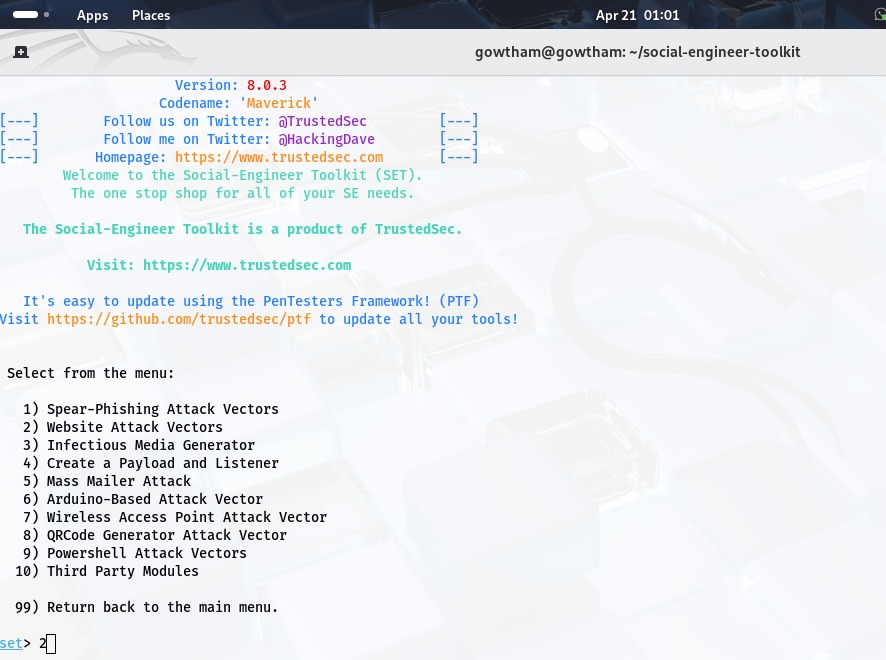 Apps Places Apr 21 01:01
gowtham@gowtham: ~/social-engineer-toolkit
Version: 8.0.3
Codename: 'Maverick'
[---] Follow us on Twitter: @TrustedSec [---]
[---] Follow me on Twitter: @HackingDave [---]
[---] Homepage: https://www.trustedsec.com [---]
Welcome to the Social-Engineer Toolkit (SET).
The one stop shop for all of your SE needs.
The Social-Engineer Toolkit is a product of TrustedSec.
Visit: https://www.trustedsec.com
It's easy to update using the PenTesters Framework! (PTF)
Visit https://github.com/trustedsec/ptf to update all your tools!
Select from the menu:
1) Spear-Phishing Attack Vectors
2) Website Attack Vectors
3) Infectious Media Generator
4) Create a Payload and Listener
5) Mass Mailer Attack
6) Arduino-Based Attack Vector
7) Wireless Access Point Attack Vector
8) QRCode Generator Attack Vector
9) Powershell Attack Vectors
10) Third Party Modules
99) Return back to the main menu.
set> 2